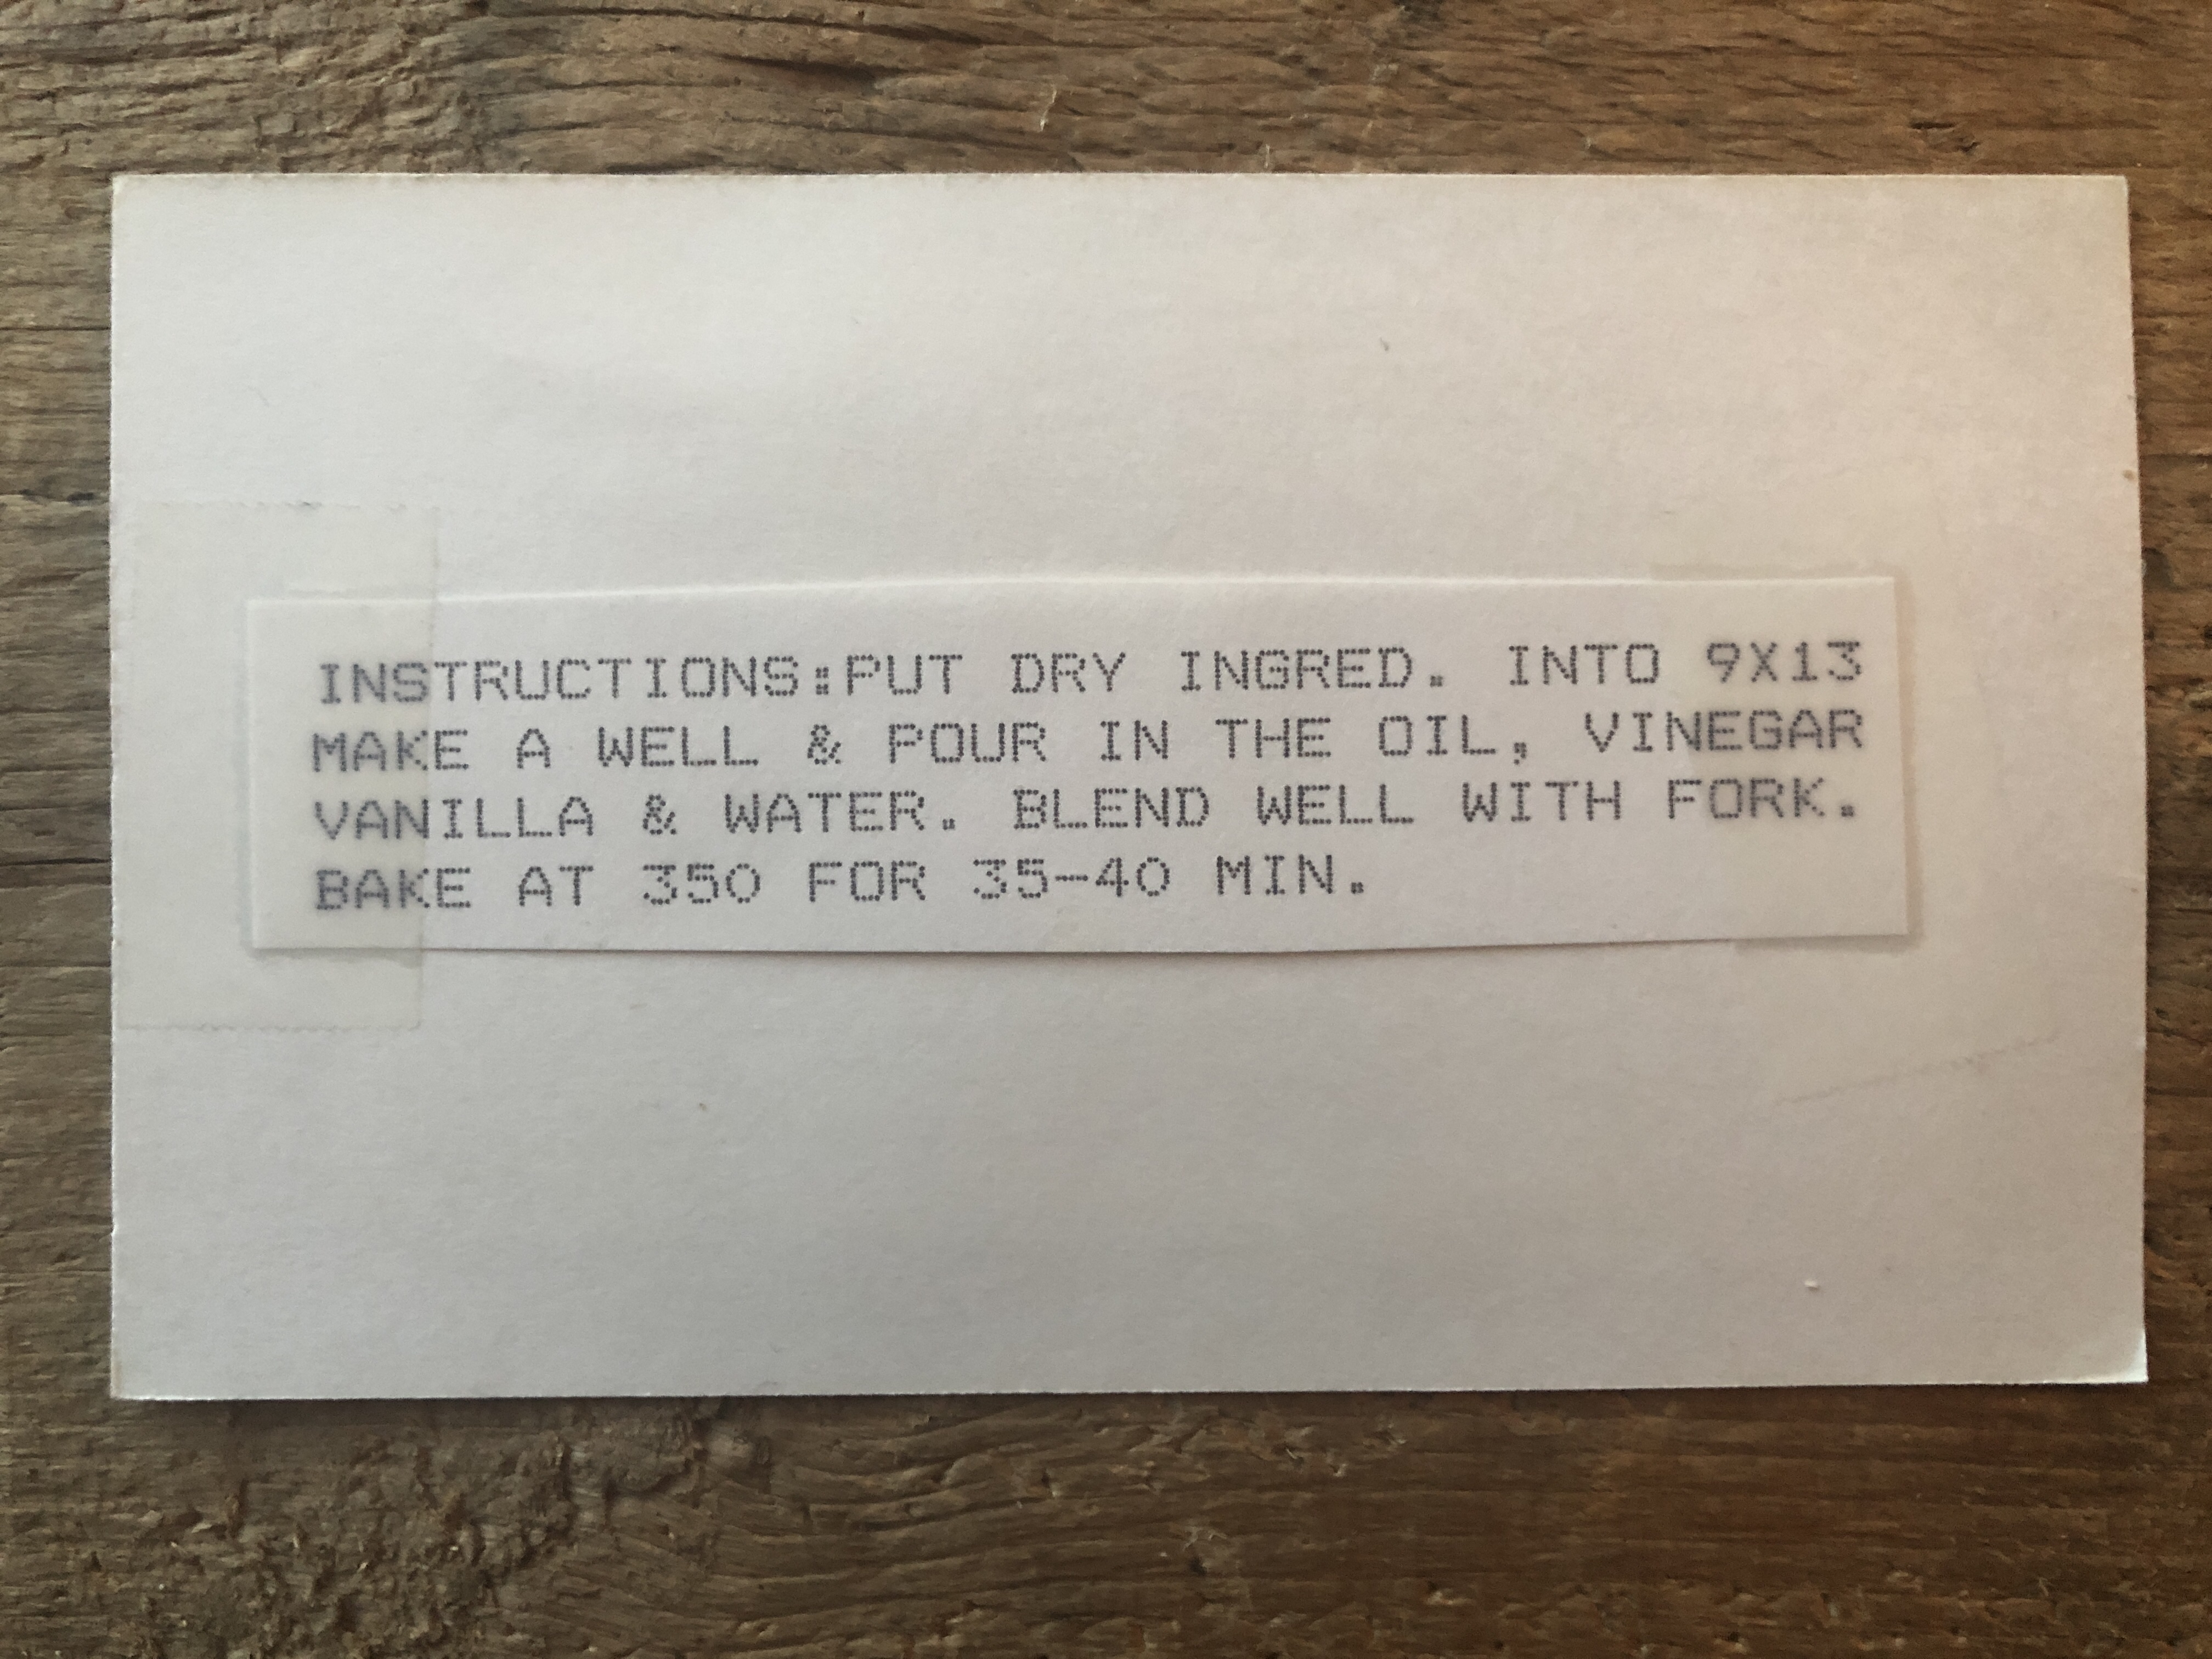 INSTRUCTIONS:PUT DRY INGRED. INTO 9X13
MAKE A WELL & POUR IN THE OIL, VINEGAR
VANILLA & WATER. BLEND WELL WITH FORK.
BAKE AT 350 FOR 35-40 MIN.